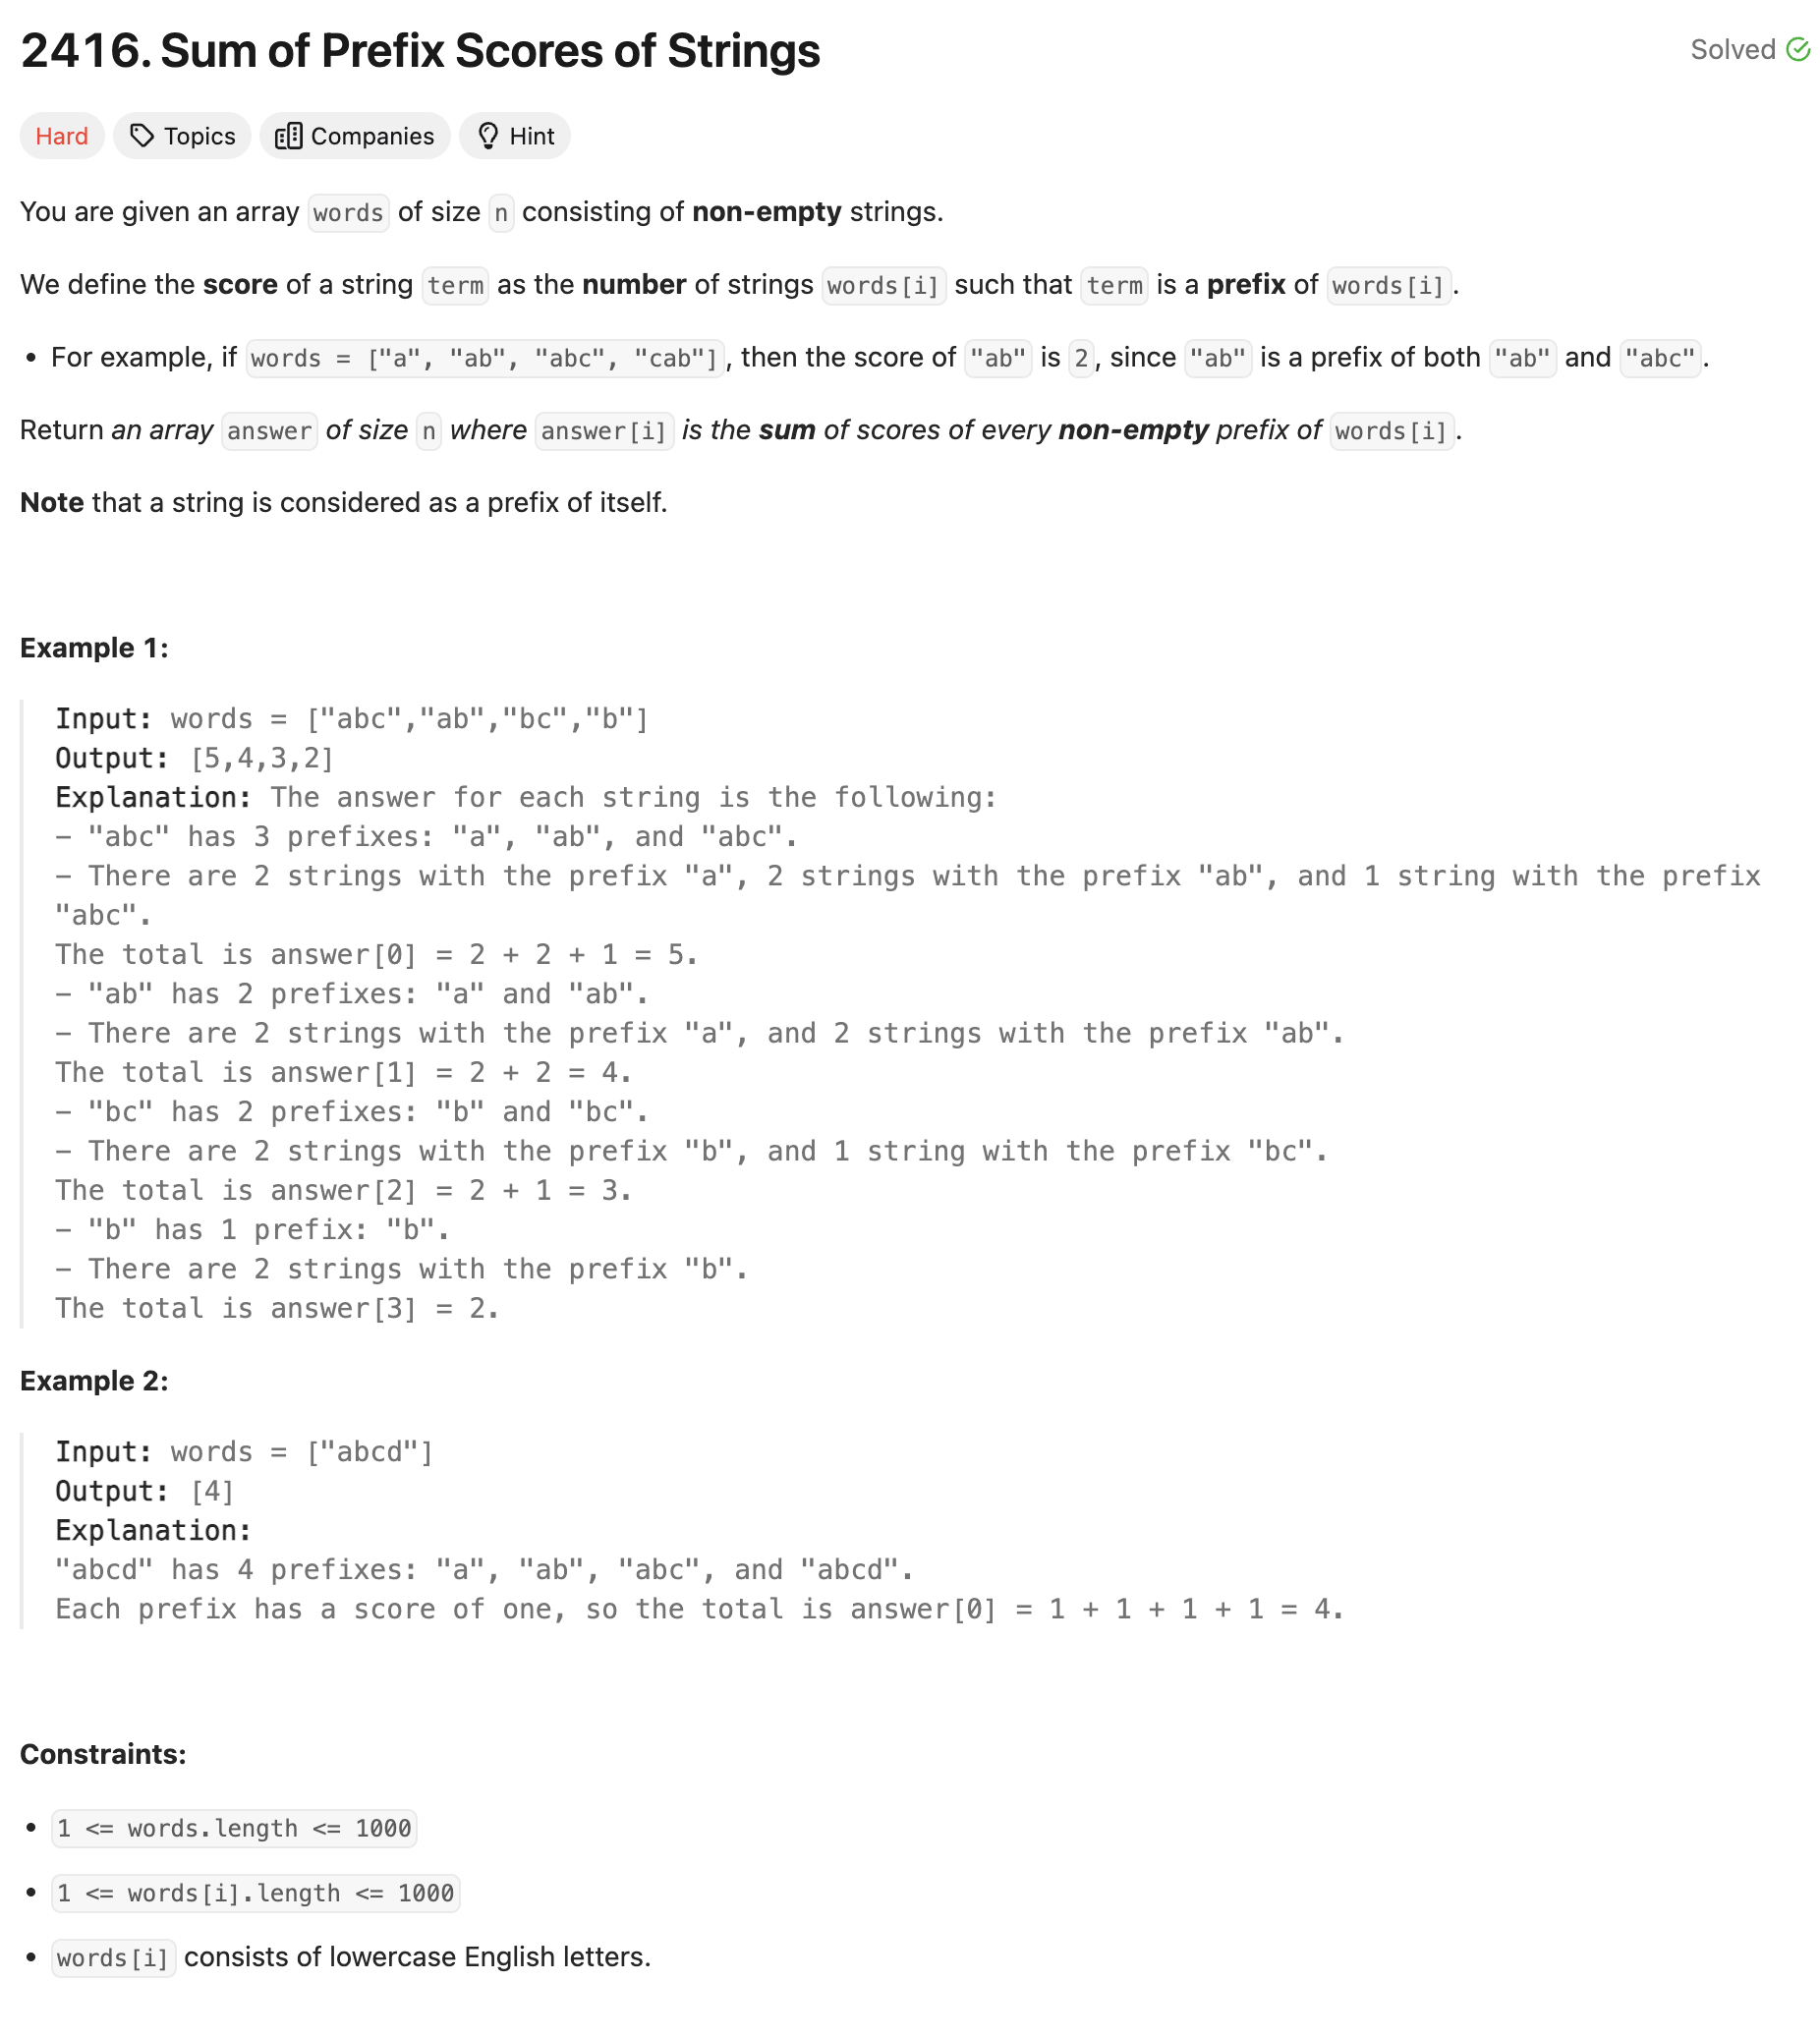 2416. Sum of Prefix Scores of Strings
Solved
Hard Topics Companies Hint
You are given an array words of size n consisting of non-empty strings.
We define the score of a string term as the number of strings words[i] such that term is a prefix of words[i].
• For example, if words = ["a", "ab", "abc", "cab"], then the score of "ab" is 2, since "ab" is a prefix of both "ab" and "abc".
Return an array answer of size n where answer[i] is the sum of scores of every non-empty prefix of words[i].
Note that a string is considered as a prefix of itself.
Example 1:
Input: words = ["abc","ab","bc","b"]
Output: [5,4,3,2]
Explanation: The answer for each string is the following:
– "abc" has 3 prefixes: "a", "ab", and "abc".
– There are 2 strings with the prefix "a", 2 strings with the prefix "ab", and 1 string with the prefix
"abc".
The total is answer[0] = 2 + 2 + 1 = 5.
– "ab" has 2 prefixes: "a" and "ab".
– There are 2 strings with the prefix "a", and 2 strings with the prefix "ab".
The total is answer[1] = 2 + 2 = 4.
– "bc" has 2 prefixes: "b" and "bc".
– There are 2 strings with the prefix "b", and 1 string with the prefix "bc".
The total is answer[2] = 2 + 1 = 3.
– "b" has 1 prefix: "b".
– There are 2 strings with the prefix "b".
The total is answer[3] = 2.
Example 2:
Input: words = ["abcd"]
Output: [4]
Explanation:
"abcd" has 4 prefixes: "a", "ab", "abc", and "abcd".
Each prefix has a score of one, so the total is answer[0] = 1 + 1 + 1 + 1 = 4.
Constraints:
• 1 <= words.length <= 1000
• 1 <= words[i].length <= 1000
• words[i] consists of lowercase English letters.